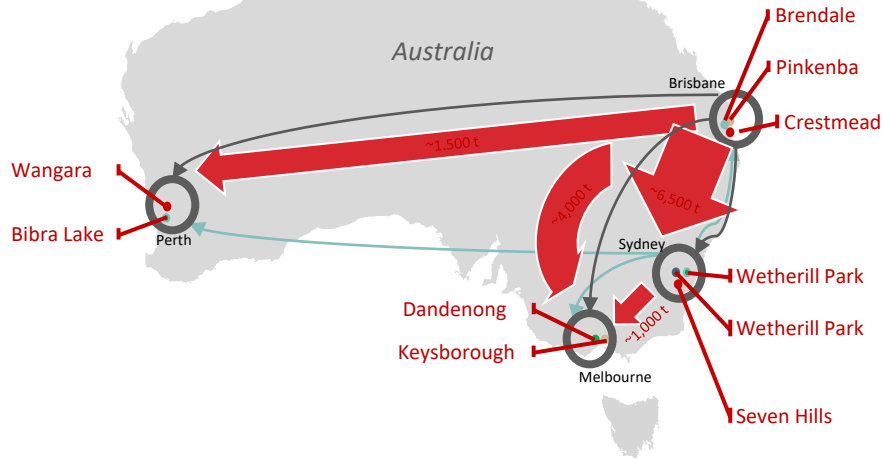 Brendale
Australia
Pinkenba
Brisbane
Crestmead
~1.500 t
Wangara
~4,000 t
~6,500 t
Bibra Lake
Perth
Sydney
Wetherill Park
Dandenong
~1,000 t
Wetherill Park
Keysborough
Melbourne
Seven Hills